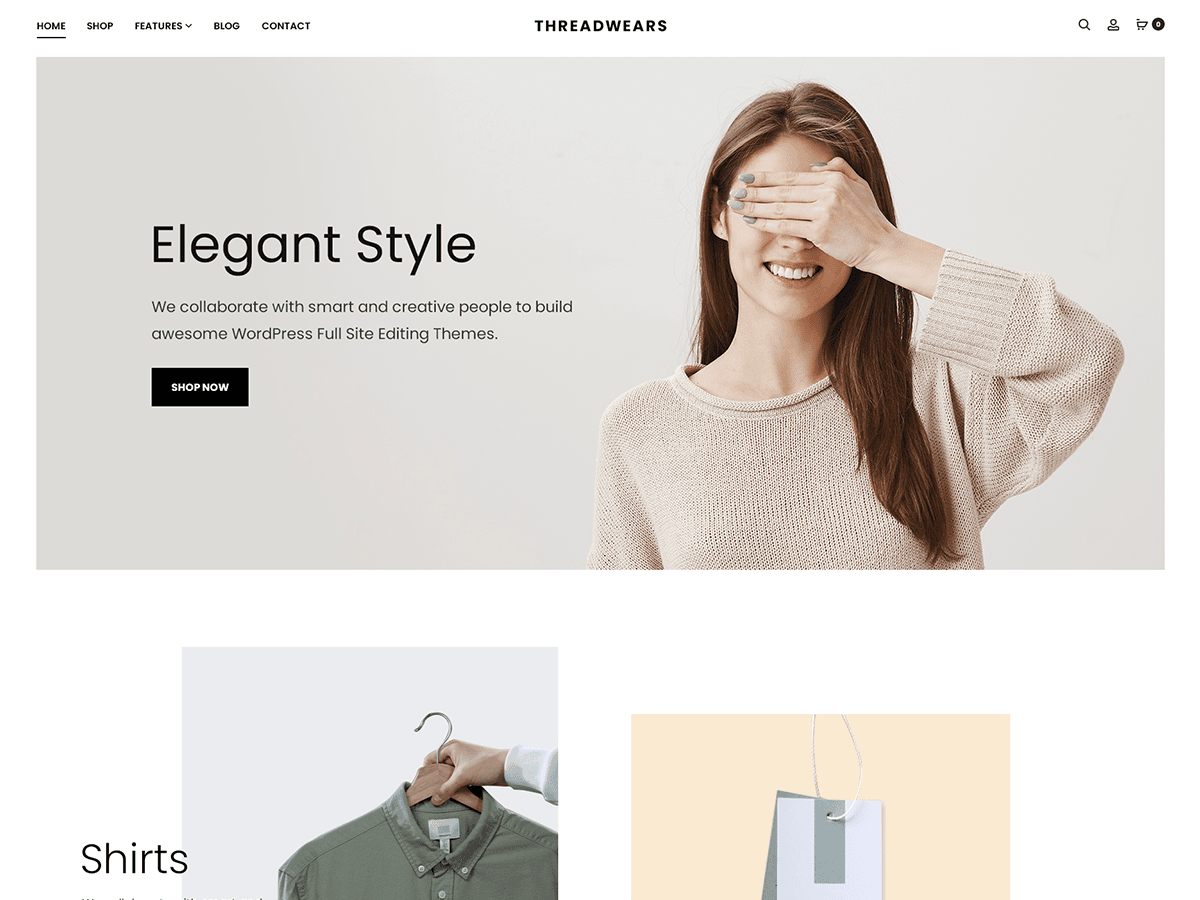 HOME SHOP FEATURES BLOG CONTACT THREADWEARS 0
Elegant Style
We collaborate with smart and creative people to build
awesome WordPress Full Site Editing Themes.
SHOP NOW
Shirts